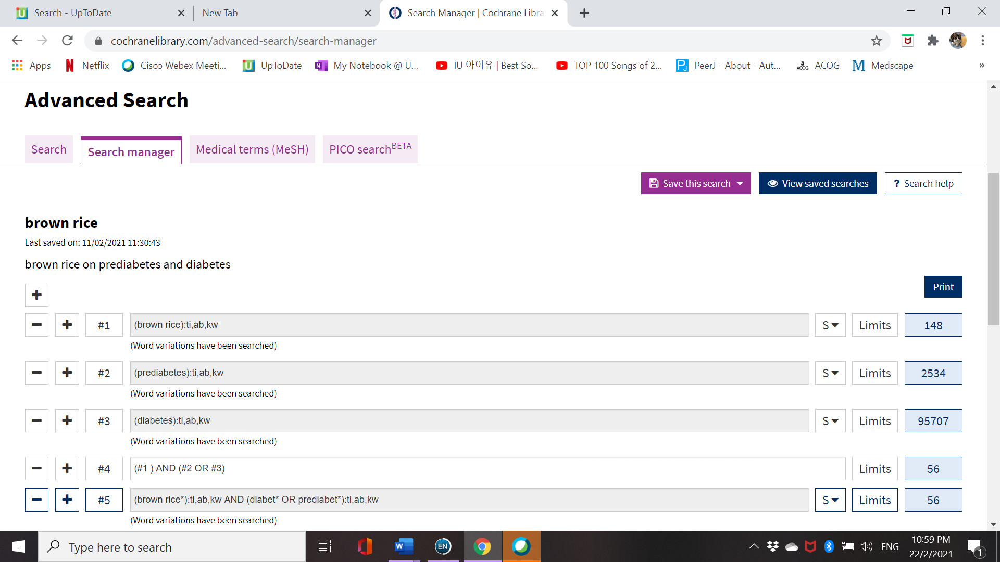 Search - UpToDate
New Tab
Search Manager | Cochrane Libra
cochranelibrary.com/advanced-search/search-manager
Apps
Netflix
Cisco Webex Meeti...
UpToDate
My Notebook @ U...
IU 아이유 | Best So...
TOP 100 Songs of 2...
PeerJ - About - Aut...
ACOG
ACOG
Medscape
»
Advanced Search
Search
Search manager
Medical terms (MeSH)
PICO search BETA
Save this search
View saved searches
? Search help
brown rice
Last saved on: 11/02/2021 11:30:43
brown rice on prediabetes and diabetes
Print
#1 (brown rice):ti,ab,kw S Limits 148
(Word variations have been searched)
#2 (prediabetes):ti,ab,kw S Limits 2534
(Word variations have been searched)
#3 (diabetes):ti,ab,kw S Limits 95707
(Word variations have been searched)
#4 (#1 ) AND (#2 OR #3) Limits 56
#5 (brown rice*):ti,ab,kw AND (diabet* OR prediabet*):ti,ab,kw S Limits 56
(Word variations have been searched)
Type here to search
W
EN
ENG
10:59 PM
22/2/2021
1